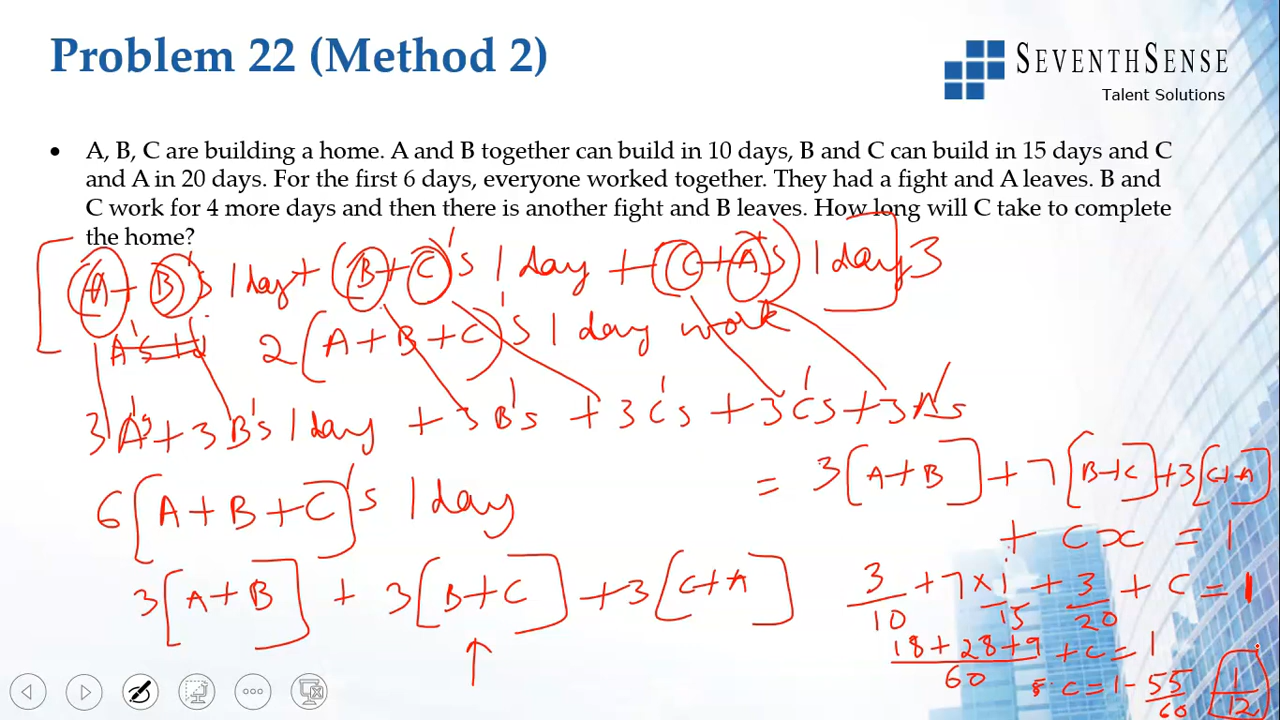 Problem 22 (Method 2)
SEVENTHSENSE
Talent Solutions
• A, B, C are building a home. A and B together can build in 10 days, B and C can build in 15 days and C
and A in 20 days. For the first 6 days, everyone worked together. They had a fight and A leaves. B and
C work for 4 more days and then there is another fight and B leaves. How long will C take to complete
the home?
[(A+B)'s 1 day + (B+C)'s 1 day + (C+A's) 1 day] 3
2(A+B+C)'s 1 day work
3A's + 3B's 1 day + 3B's + 3C's + 3C's + 3A's
6[A+B+C]'s 1 day
3[A+B] + 3[B+C] + 3[C+A]
= 3[A+B] + 7[B+C] + 3[C+A]
+ Cx = 1
3/10 + 7×1/15 + 3/20 + C = 1
18+28+9/60 + C = 1
C = 1 - 55/60 1/12